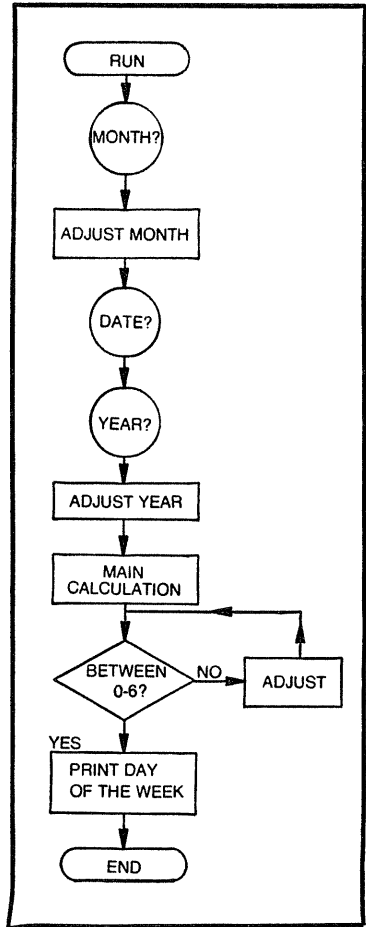 RUN
MONTH?
ADJUST MONTH
DATE?
YEAR?
ADJUST YEAR
MAIN
CALCULATION
BETWEEN
0-6?
NO
ADJUST
YES
PRINT DAY
OF THE WEEK
END